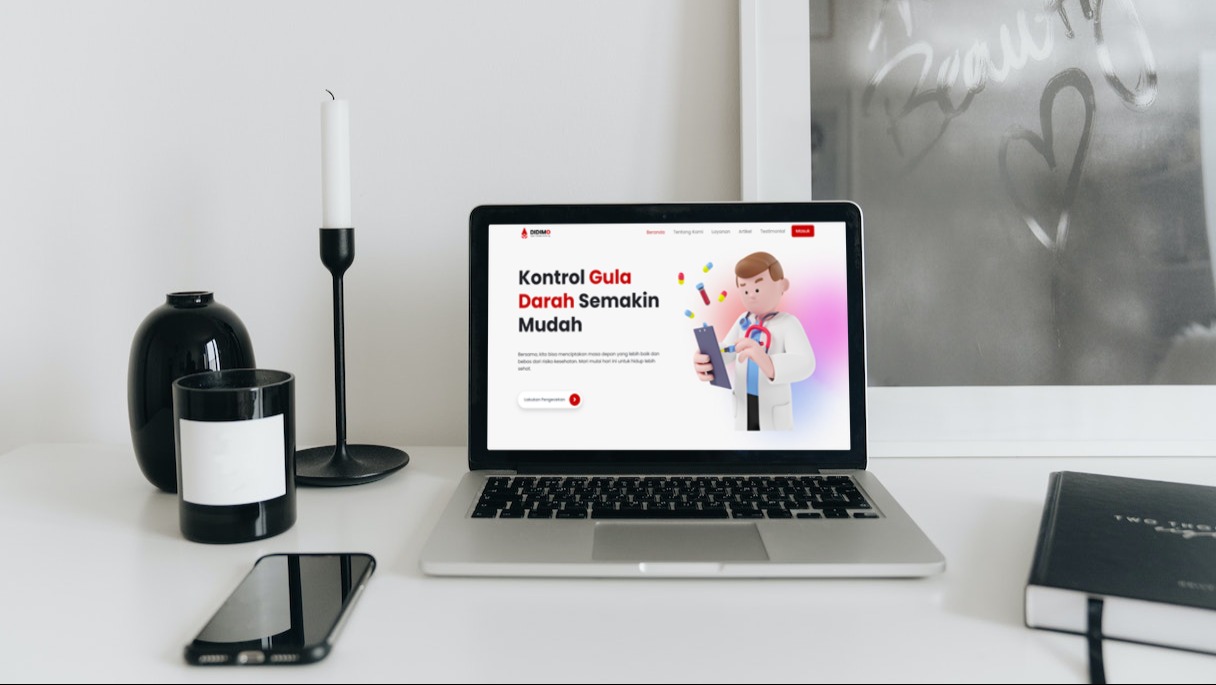 DIDIMO
Beranda Tentang Kami Layanan Artikel Testimonial Masuk
Kontrol Gula
Darah Semakin
Mudah
Bersama, kita bisa menciptakan masa depan yang lebih baik dan
bebas dari risiko kesehatan. Mari mulai hari ini untuk hidup lebih
sehat.
Lakukan Pengecekan
TWO THO